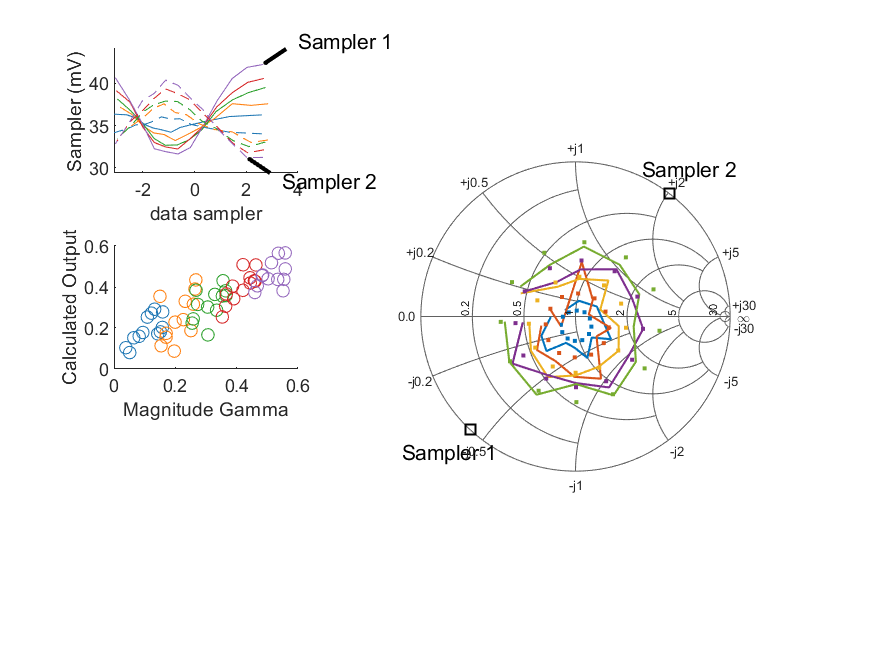 Sampler 1
Sampler (mV)
40
35
30
-2
0
2
4
data sampler
Sampler 2
Calculated Output
0.6
0.4
0.2
0
0
0.2
0.4
0.6
Magnitude Gamma
+j1
Sampler 2
+j2
+j0.5
+j5
+j0.2
+j30
0.0
0.2
0.5
1
2
5
30
∞
-j30
-j0.2
-j5
Sampler 1
-j0.5
-j2
-j1